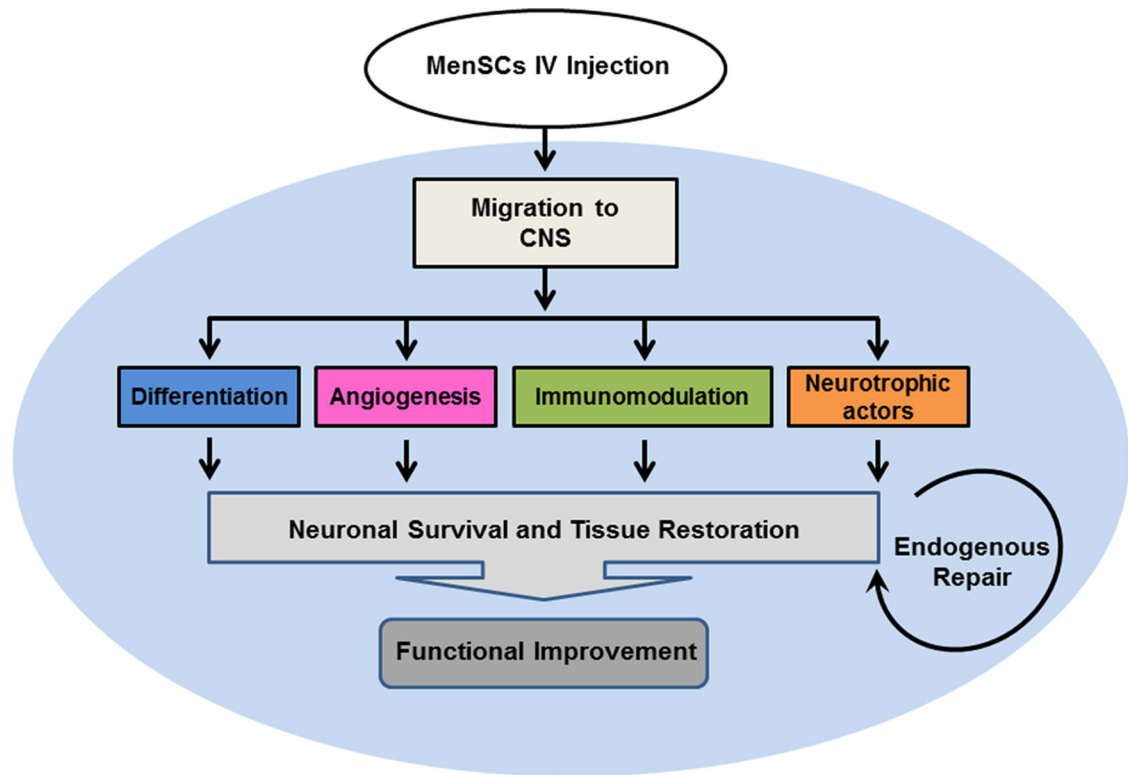 MenSCs IV Injection
Migration to
CNS
Differentiation
Angiogenesis
Immunomodulation
Neurotrophic
actors
Neuronal Survival and Tissue Restoration
Endogenous
Repair
Functional Improvement